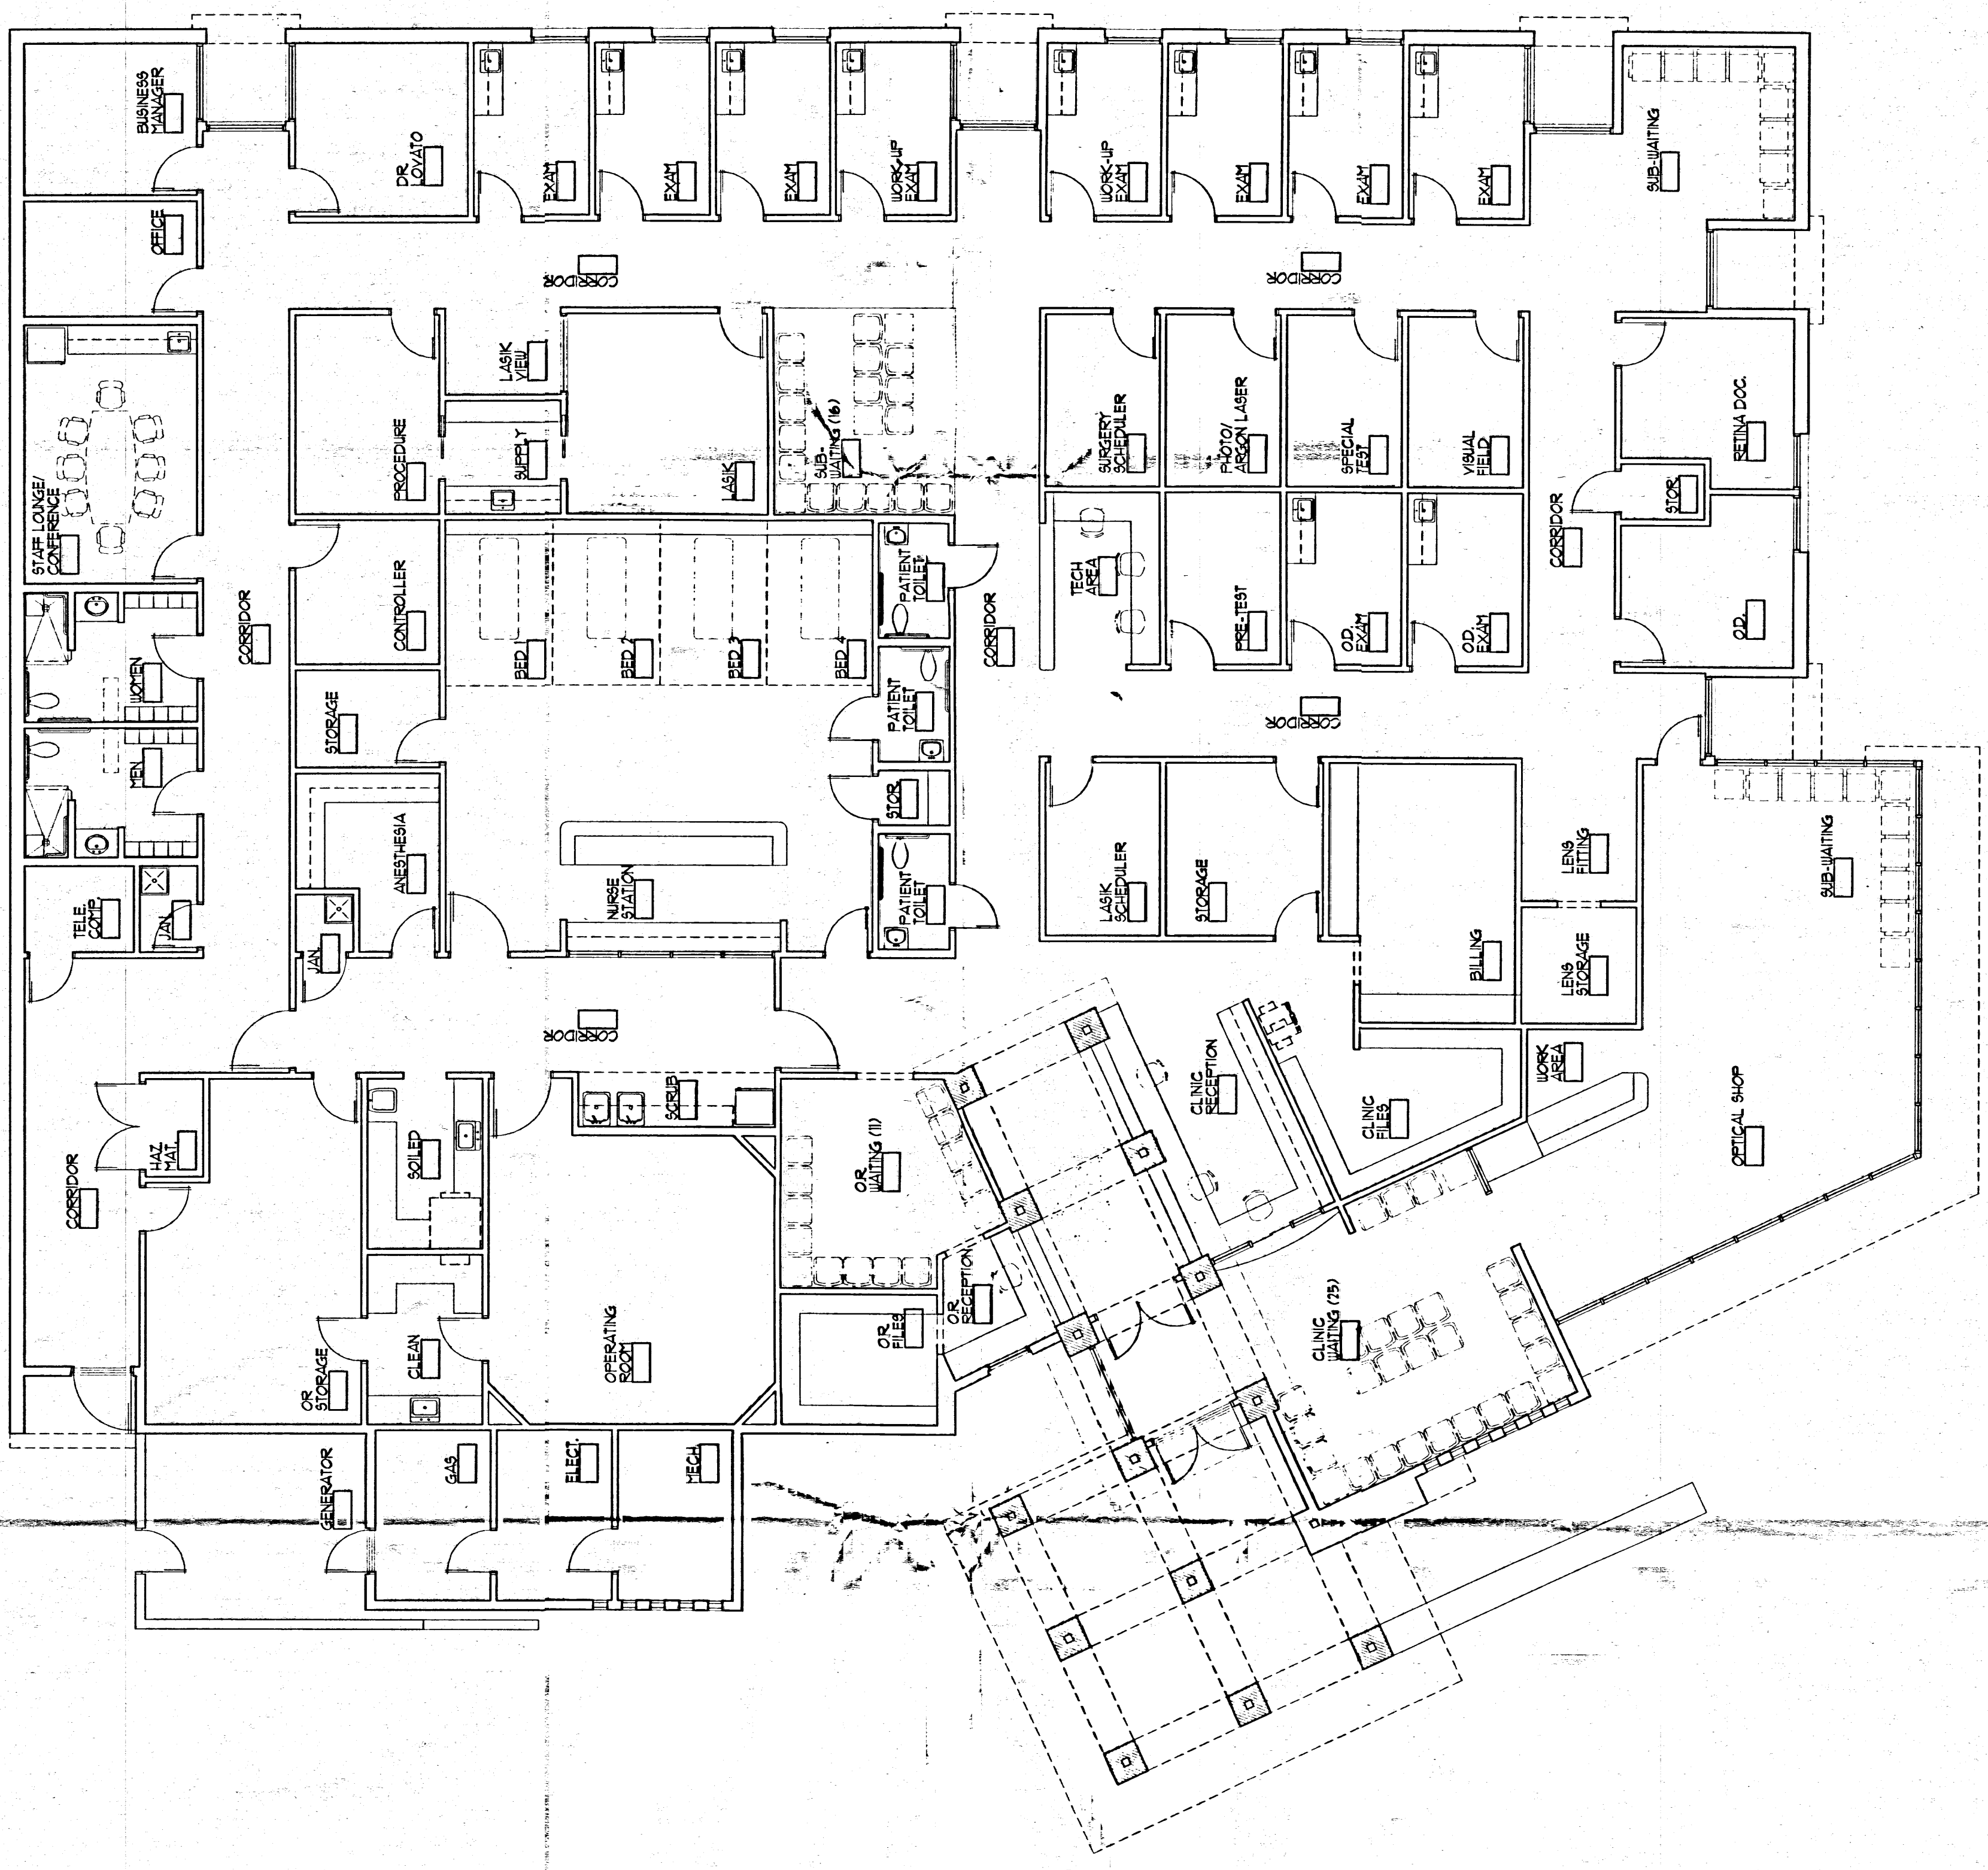 BUSINESS
MANAGER
DR
LOVATO
EXAM
EXAM
EXAM
WORK-UP
EXAM
WORK-UP
EXAM
EXAM
EXAM
EXAM
SUB-WAITING
OFFICE
CORRIDOR
CORRIDOR
STAFF LOUNGE/
CONFERENCE
PROCEDURE
LASIK
VIEW
SUPPLY
LASIK
SUB-
WAITING (16)
SURGERY
SCHEDULER
PHOTO/
ARGON LASER
SPECIAL
TEST
VISUAL
FIELD
RETINA DOC.
STOR
CORRIDOR
CORRIDOR
CONTROLLER
BED 1
BED 2
BED 3
BED 4
PATIENT
TOILET
CORRIDOR
TECH
AREA
PRE-TEST
O.D.
EXAM
O.D.
EXAM
O.D.
WOMEN
MEN
STORAGE
PATIENT
TOILET
CORRIDOR
STOR
ANESTHESIA
NURSE
STATION
PATIENT
TOILET
LASIK
SCHEDULER
STORAGE
BILLING
LENS
FITTING
SUB-WAITING
TELE.
COMP.
JAN
JAN
LENS
STORAGE
CORRIDOR
SCRUB
CLINIC
RECEPTION
WORK
AREA
CLINIC
FILES
OPTICAL SHOP
HAZ
MAT.
CORRIDOR
SOILED
O.R.
WAITING (11)
O.R.
RECEPTION
OR
STORAGE
CLEAN
OPERATING
ROOM
O.R.
FILES
CLINIC
WAITING (25)
GENERATOR
GAS
ELECT.
MECH